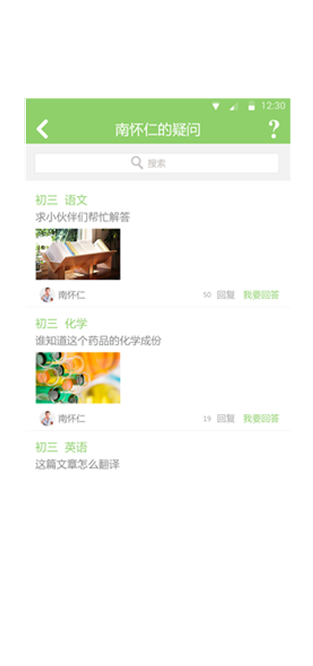 12:30
南怀仁的疑问 ?
搜索
初三 语文
求小伙伴们帮忙解答
南怀仁 50 回复 我要回答
初三 化学
谁知道这个药品的化学成份
南怀仁 19 回复 我要回答
初三 英语
这篇文章怎么翻译